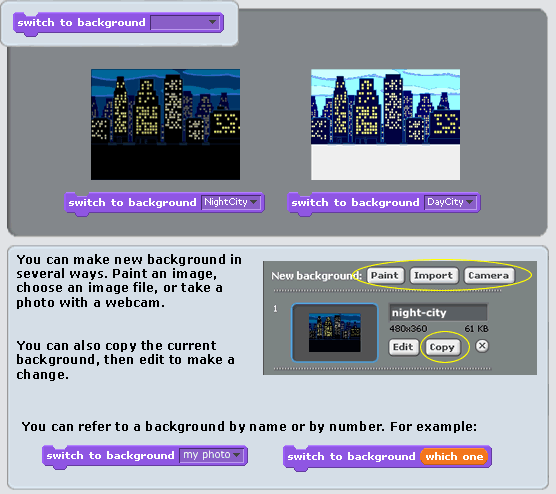 switch to background
switch to background NightCity
switch to background DayCity
You can make new background in
several ways. Paint an image,
choose an image file, or take a
photo with a webcam.
You can also copy the current
background, then edit to make a
change.
New background: Paint Import Camera
1
night-city
480x360 61 KB
Edit Copy
You can refer to a background by name or by number. For example:
switch to background my photo
switch to background which one